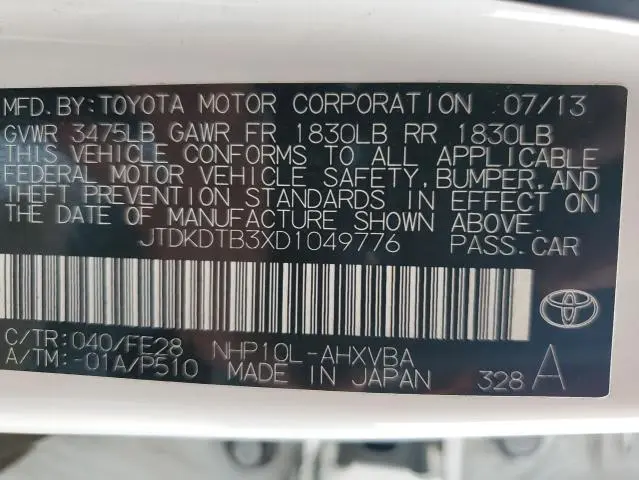 MFD.BY:TOYOTA MOTOR CORPORATION 07/13
GVWR 3475LB GAWR FR 1830LB RR 1830LB
THIS VEHICLE CONFORMS TO ALL APPLICABLE
FEDERAL MOTOR VEHICLE SAFETY,BUMPER,AND
THEFT PREVENTION STANDARDS IN EFFECT ON
THE DATE OF MANUFACTURE SHOWN ABOVE.
JTDKDTB3XD1049776 PASS.CAR
C/TR:040/FE28 NHP10L-AHXVBA
A/TM:-01A/P510 MADE IN JAPAN 328 A